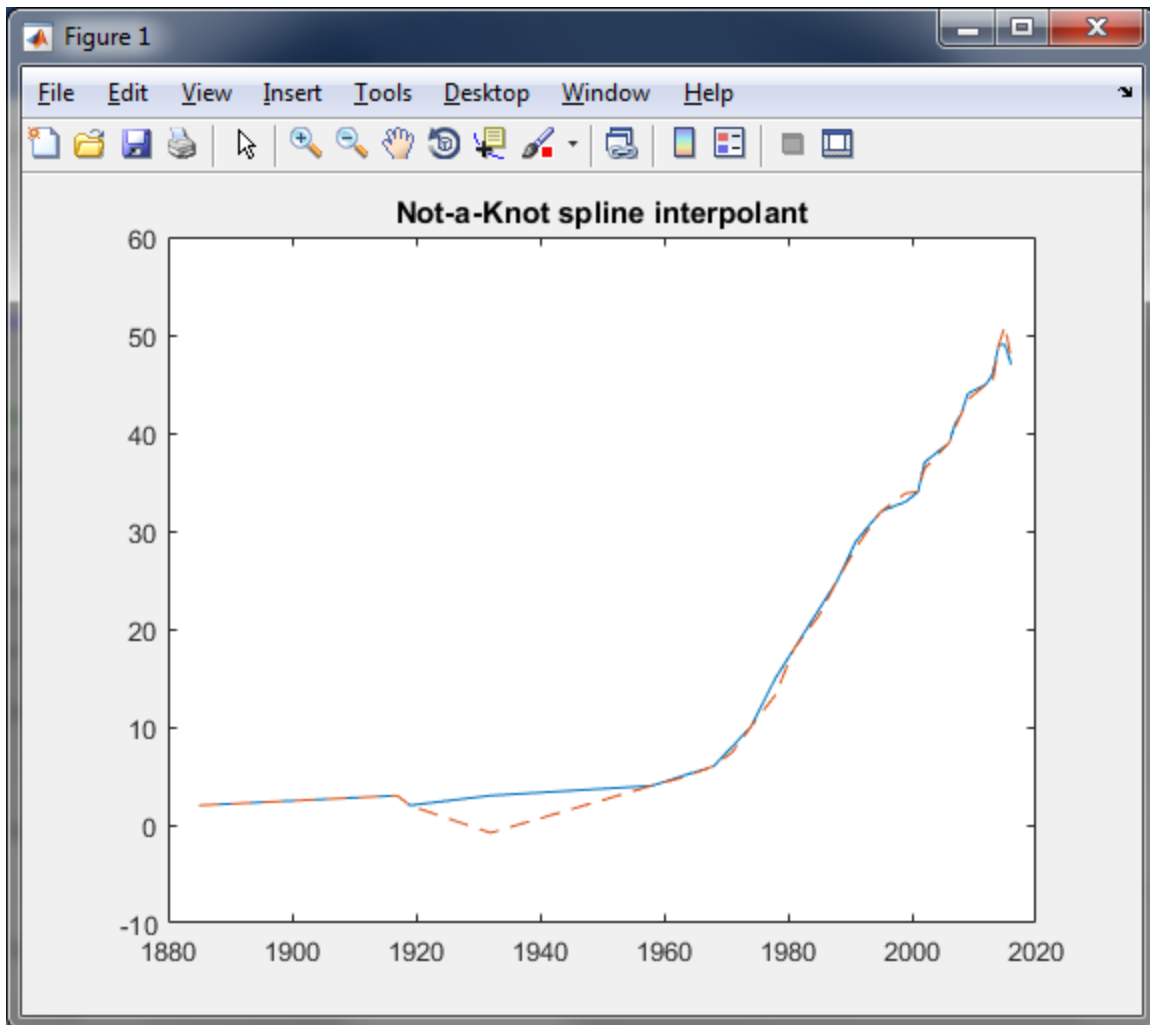 Figure 1
File Edit View Insert Tools Desktop Window Help
Not-a-Knot spline interpolant
60
50
40
30
20
10
0
-10
1880 1900 1920 1940 1960 1980 2000 2020